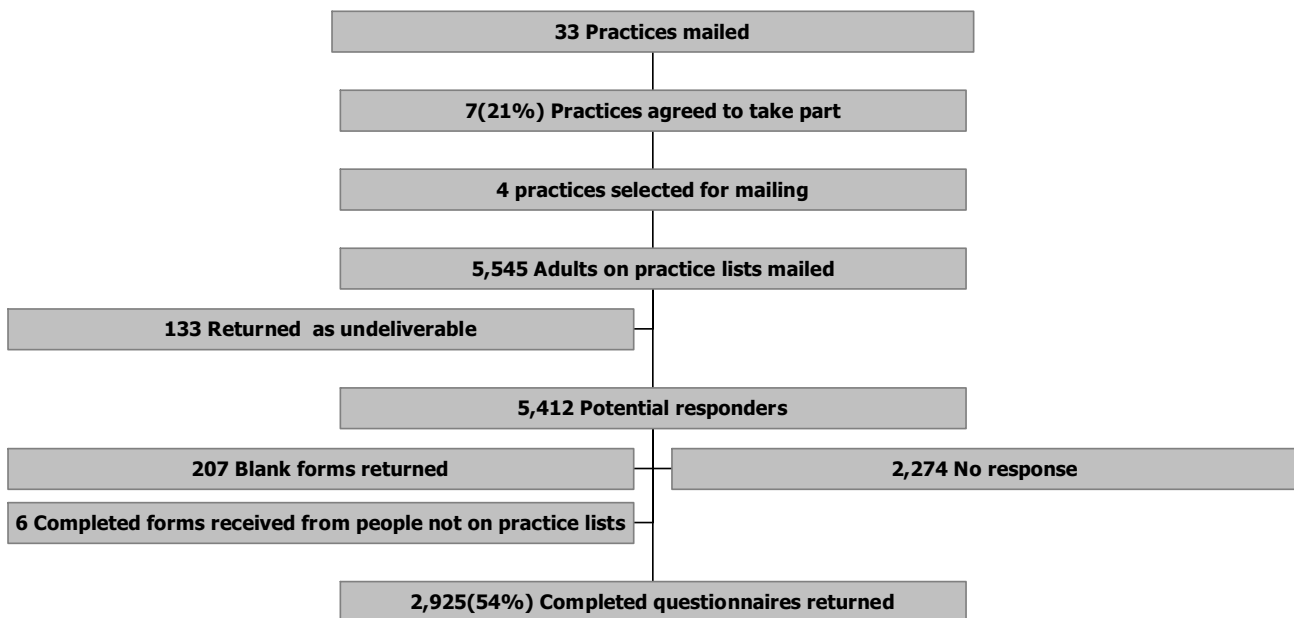 33 Practices mailed
7(21%) Practices agreed to take part
4 practices selected for mailing
5,545 Adults on practice lists mailed
133 Returned  as undeliverable
5,412 Potential responders
207 Blank forms returned
2,274 No response
6 Completed forms received from people not on practice lists
2,925(54%) Completed questionnaires returned